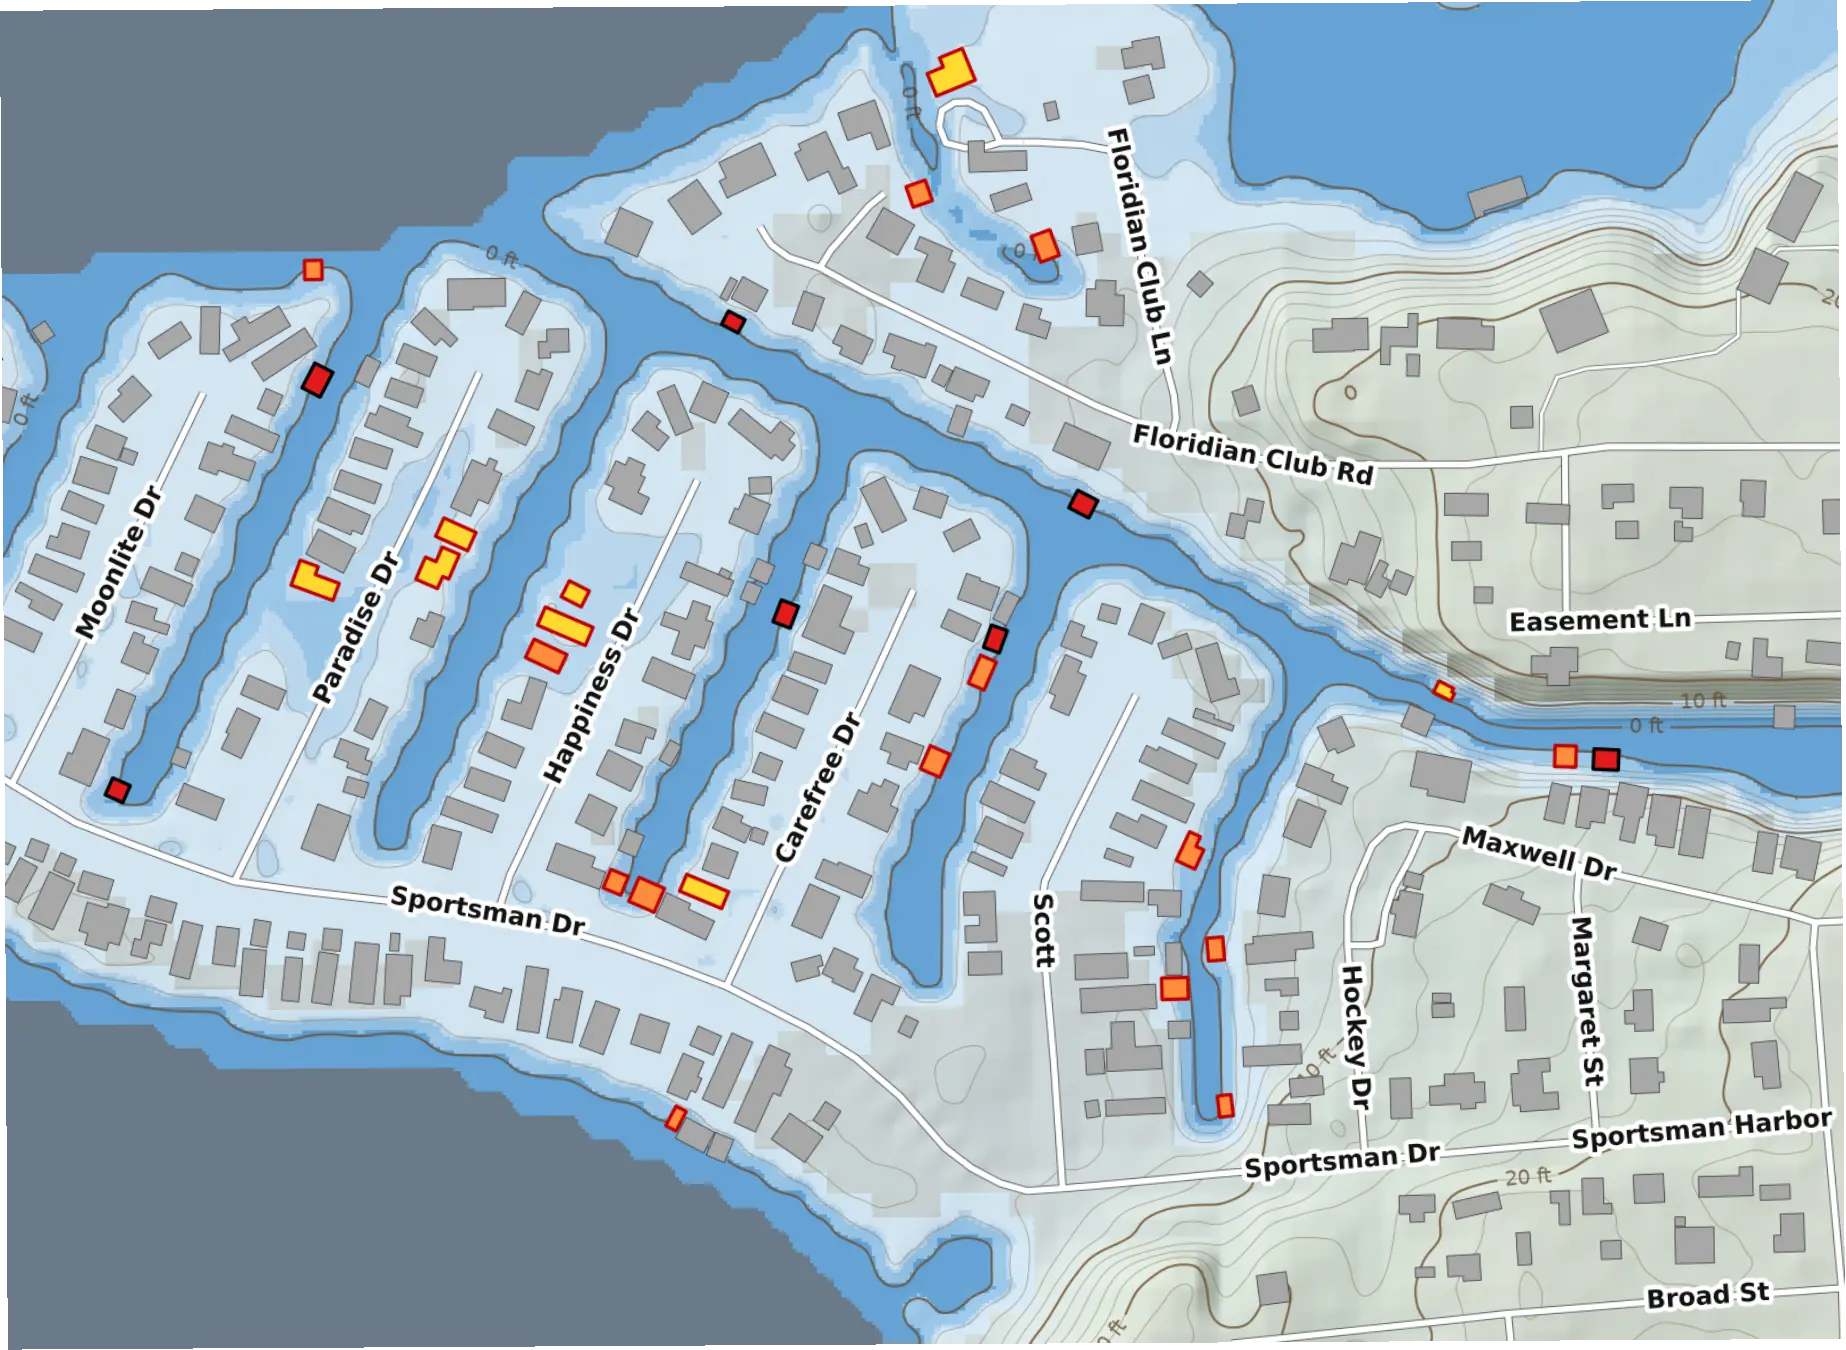 0 ft
Floridian Club Ln
0 ft
0
20
0 ft
0
Floridian Club Rd
Moonlite Dr
Paradise Dr
Happiness Dr
Easement Ln
10 ft
0 ft
Carefree Dr
Maxwell Dr
Sportsman Dr
Scott
Margaret St
Hockey Dr
Sportsman Harbor
Sportsman Dr
20 ft
Broad St